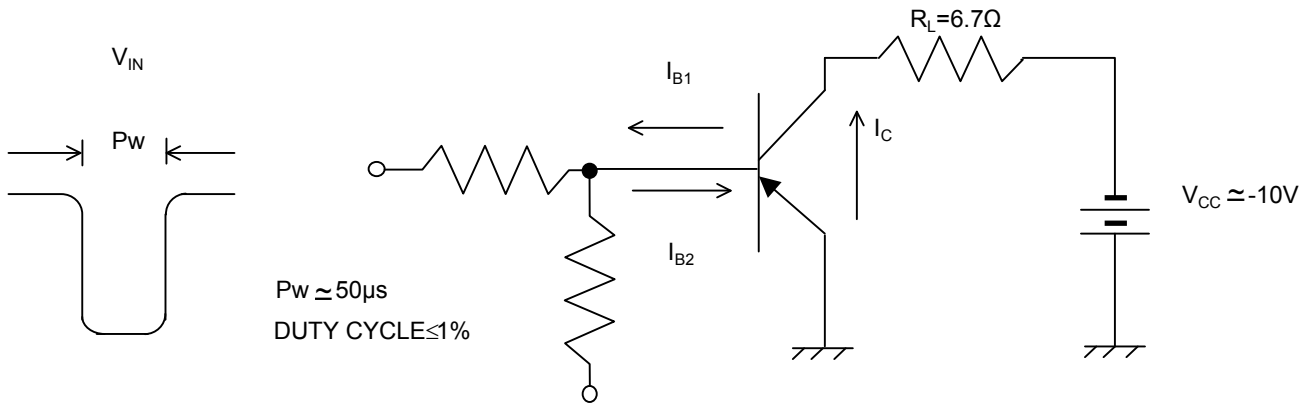 R_L=6.7Ω
V_IN
I_B1
Pw
I_C
V_CC≃-10V
I_B2
Pw≃50µs
DUTY CYCLE≤1%